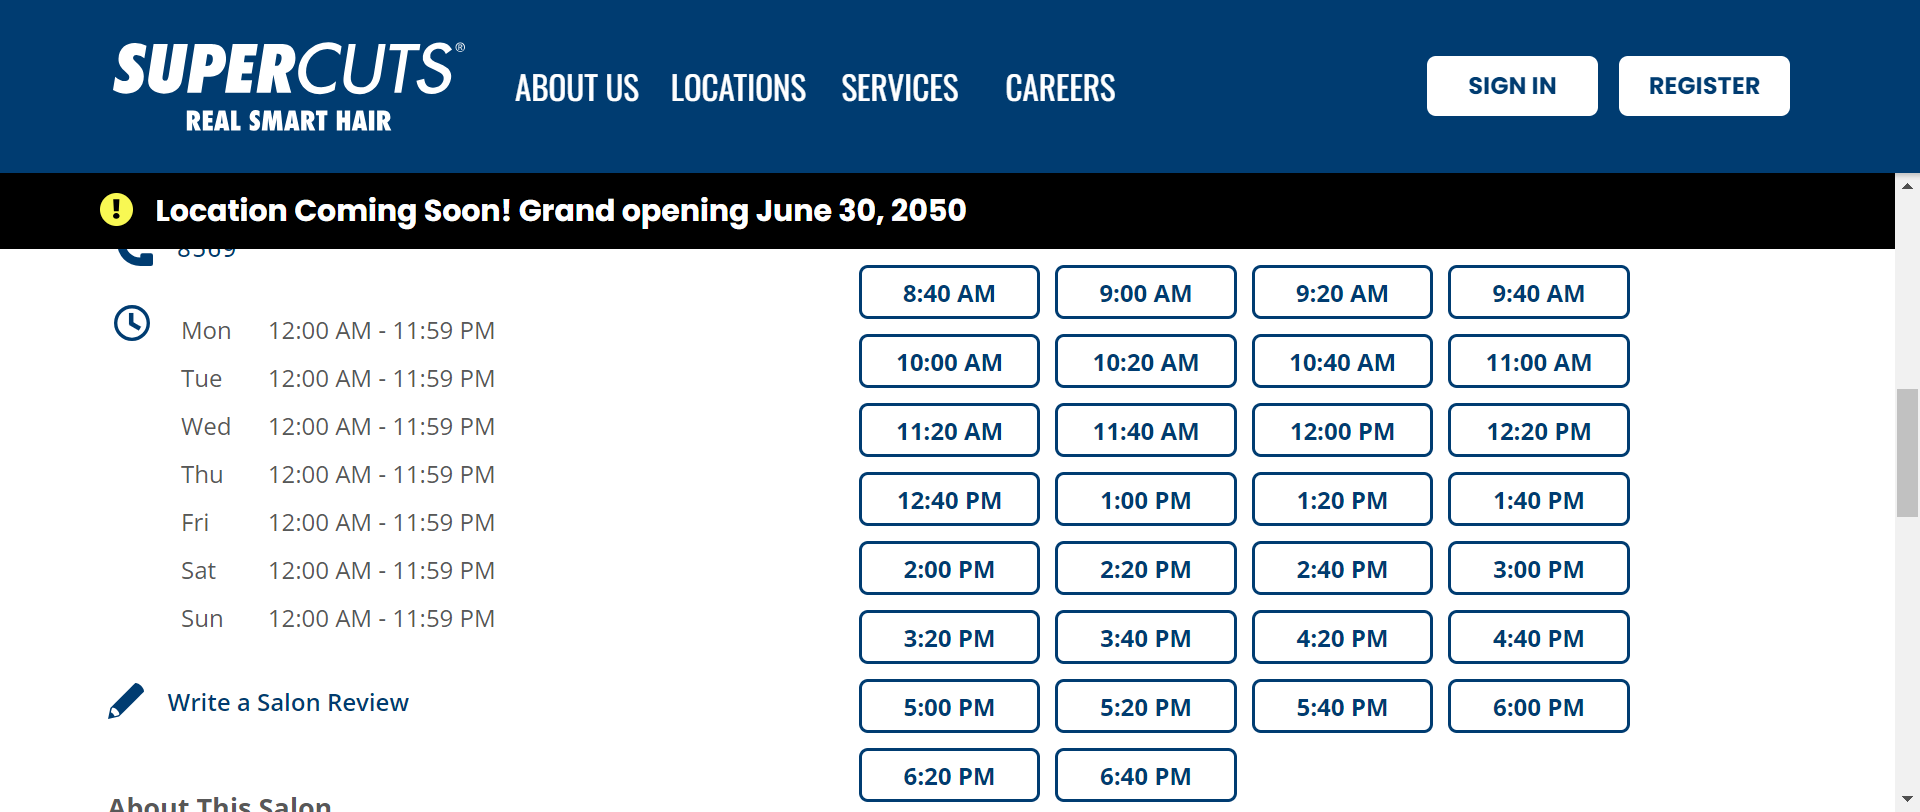 SUPERCUTS®
REAL SMART HAIR
ABOUT US LOCATIONS SERVICES CAREERS
SIGN IN REGISTER
Location Coming Soon! Grand opening June 30, 2050
8569
Mon 12:00 AM - 11:59 PM
Tue 12:00 AM - 11:59 PM
Wed 12:00 AM - 11:59 PM
Thu 12:00 AM - 11:59 PM
Fri 12:00 AM - 11:59 PM
Sat 12:00 AM - 11:59 PM
Sun 12:00 AM - 11:59 PM
Write a Salon Review
About This Salon
8:40 AM 9:00 AM 9:20 AM 9:40 AM
10:00 AM 10:20 AM 10:40 AM 11:00 AM
11:20 AM 11:40 AM 12:00 PM 12:20 PM
12:40 PM 1:00 PM 1:20 PM 1:40 PM
2:00 PM 2:20 PM 2:40 PM 3:00 PM
3:20 PM 3:40 PM 4:20 PM 4:40 PM
5:00 PM 5:20 PM 5:40 PM 6:00 PM
6:20 PM 6:40 PM